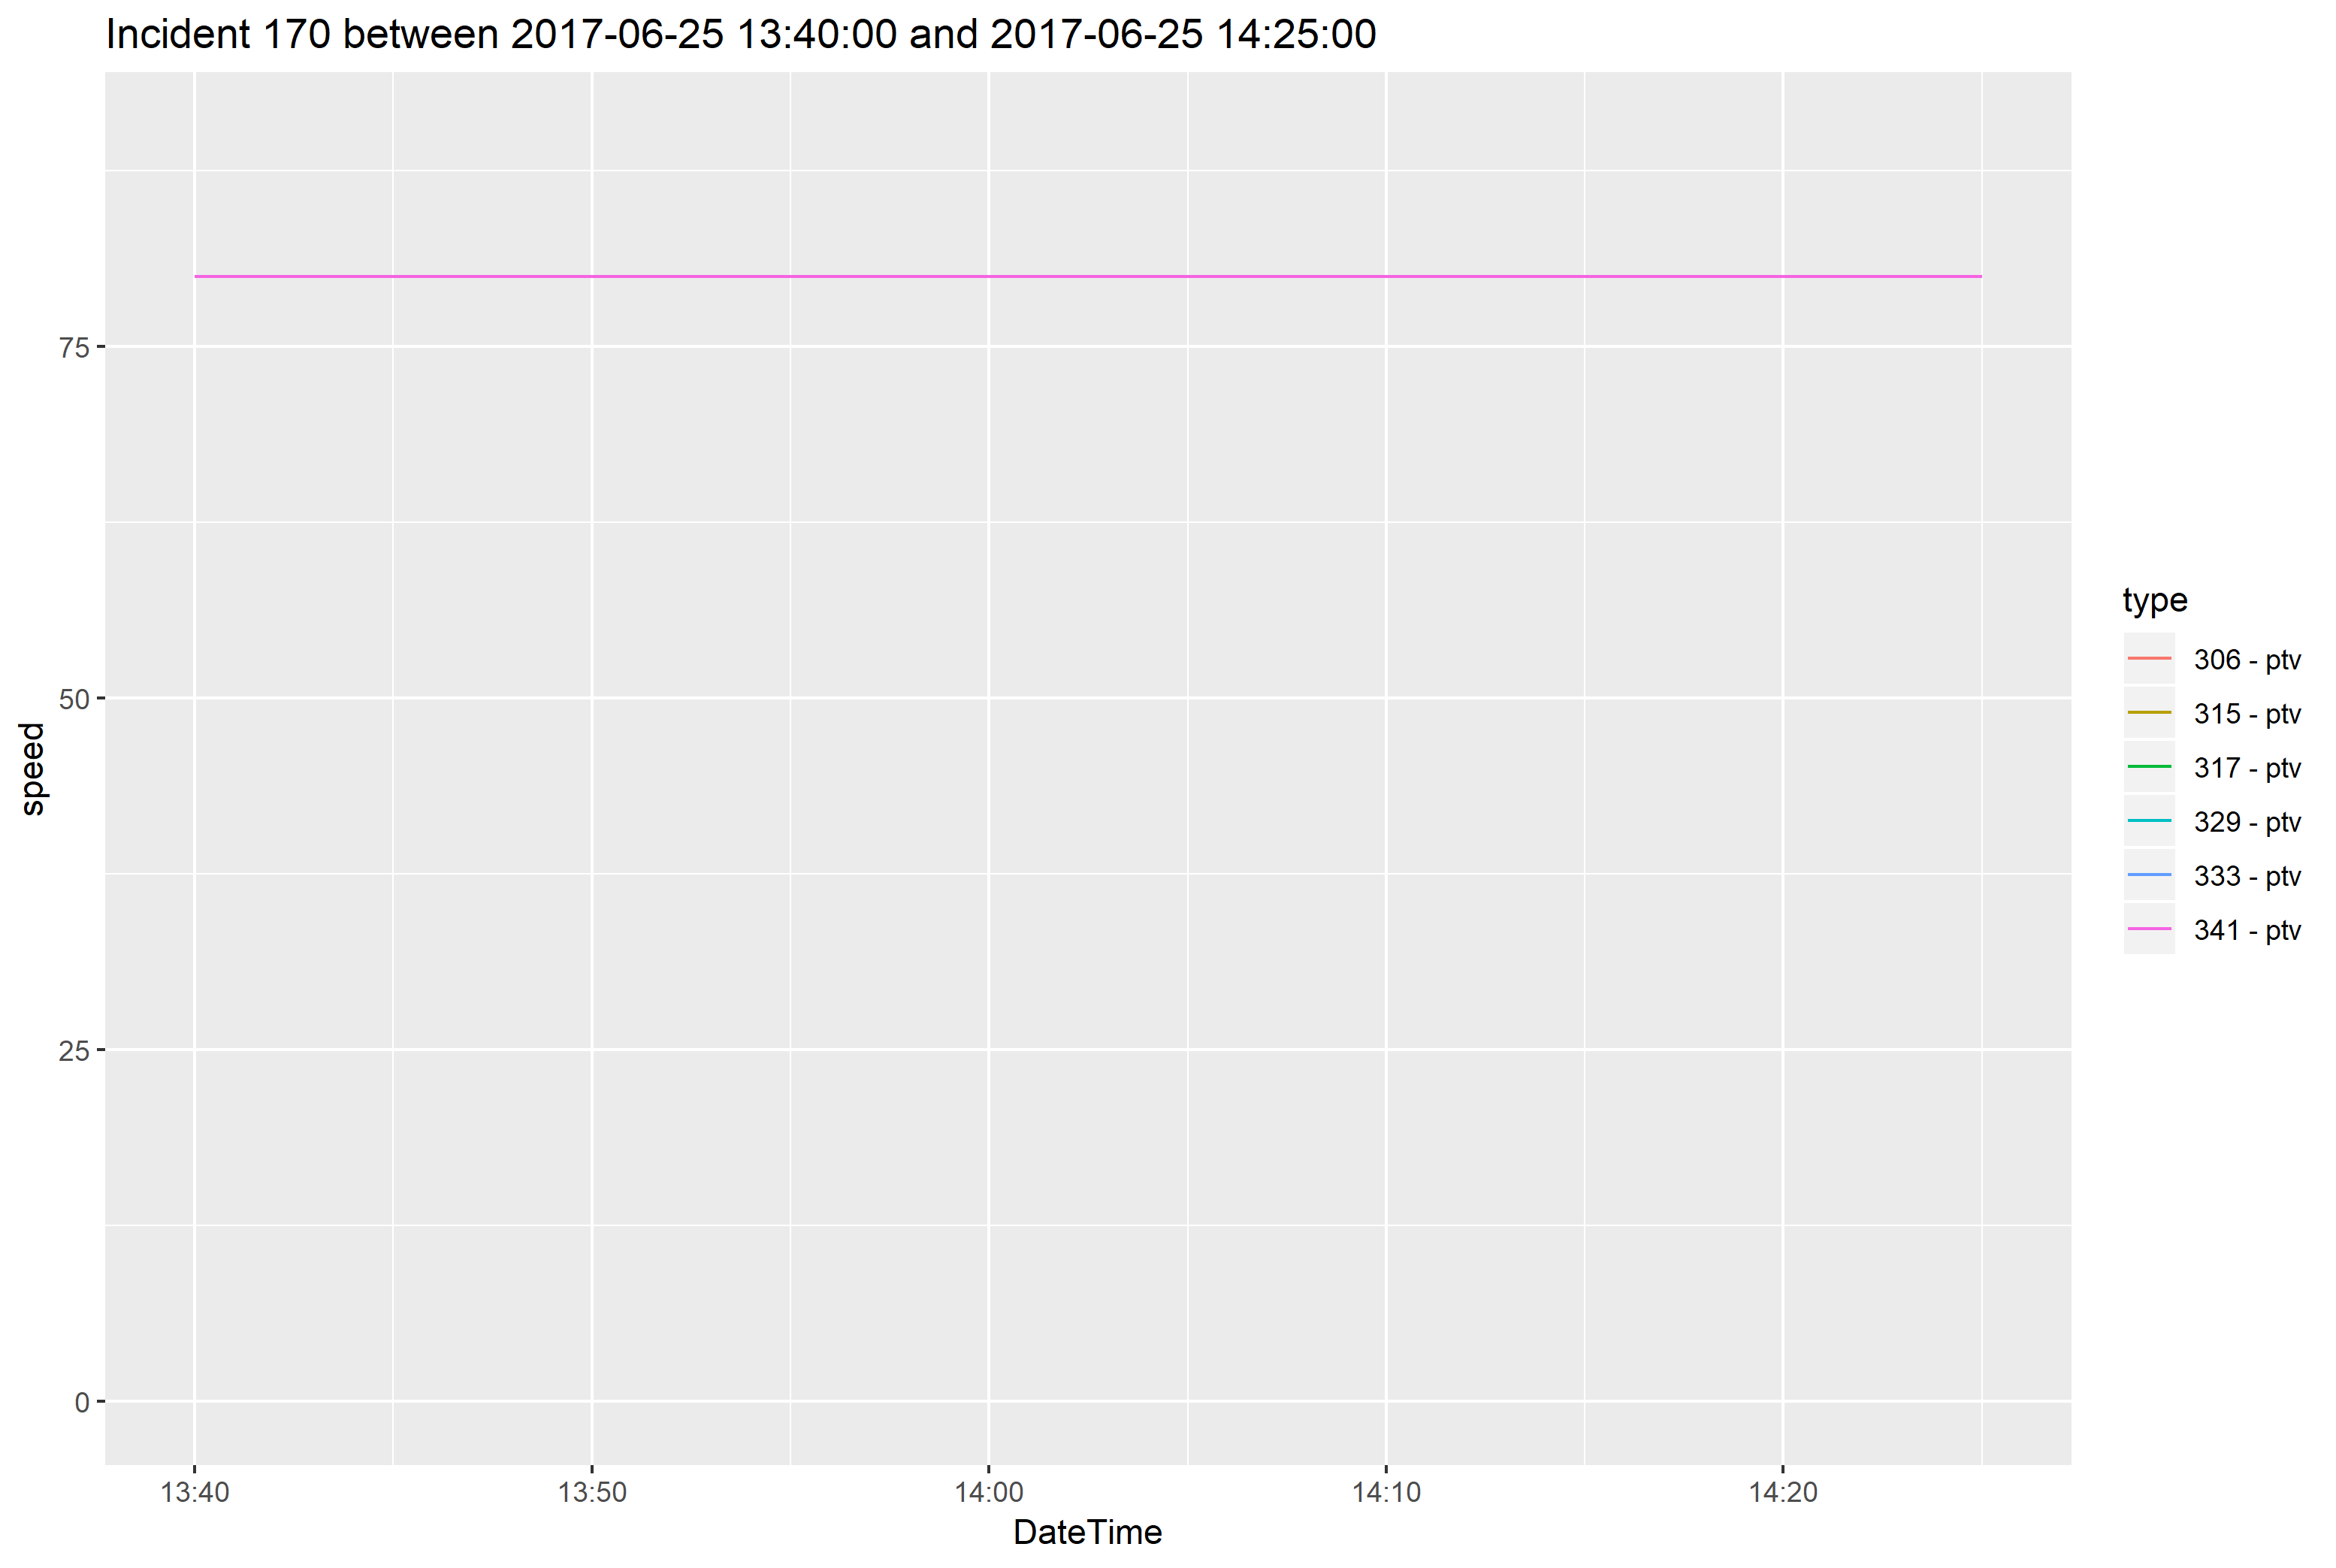 Incident 170 between 2017-06-25 13:40:00 and 2017-06-25 14:25:00
speed
75
50
25
0
13:40 13:50 14:00 14:10 14:20
DateTime
type
306 - ptv
315 - ptv
317 - ptv
329 - ptv
333 - ptv
341 - ptv